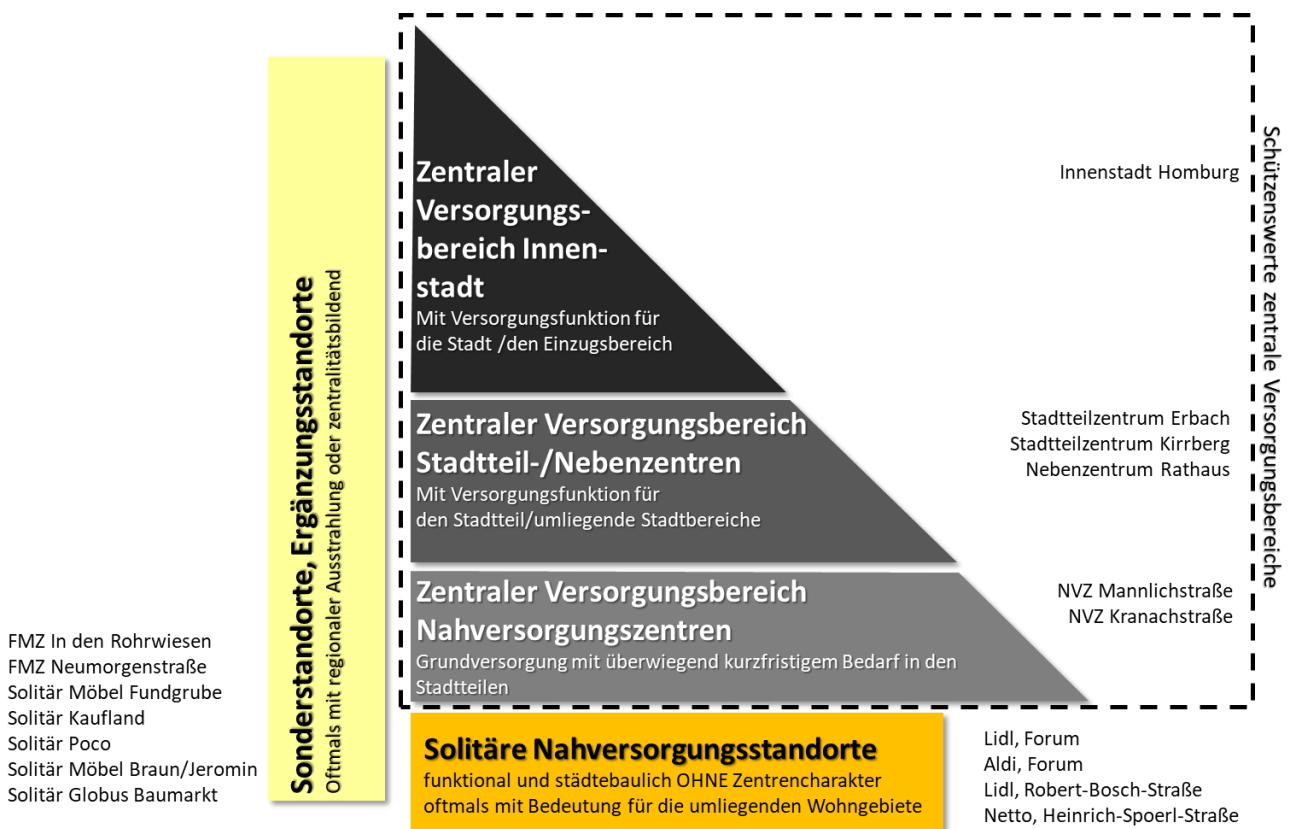 Zentraler
Versorgungs-
bereich Innen-
stadt
Mit Versorgungsfunktion für
die Stadt /den Einzugsbereich
Innenstadt Homburg
Zentraler Versorgungsbereich
Stadtteil-/Nebenzentren
Mit Versorgungsfunktion für
den Stadtteil/umliegende Stadtbereiche
Stadtteilzentrum Erbach
Stadtteilzentrum Kirrberg
Nebenzentrum Rathaus
Zentraler Versorgungsbereich
Nahversorgungszentren
Grundversorgung mit überwiegend kurzfristigem Bedarf in den
Stadtteilen
NVZ Mannlichstraße
NVZ Kranachstraße
Schützenswerte zentrale Versorgungsbereiche
Sonderstandorte, Ergänzungsstandorte
Oftmals mit regionaler Ausstrahlung oder zentralitätsbildend
FMZ In den Rohrwiesen
FMZ Neumorgenstraße
Solitär Möbel Fundgrube
Solitär Kaufland
Solitär Poco
Solitär Möbel Braun/Jeromin
Solitär Globus Baumarkt
Solitäre Nahversorgungsstandorte
funktional und städtebaulich OHNE Zentrencharakter
oftmals mit Bedeutung für die umliegenden Wohngebiete
Lidl, Forum
Aldi, Forum
Lidl, Robert-Bosch-Straße
Netto, Heinrich-Spoerl-Straße